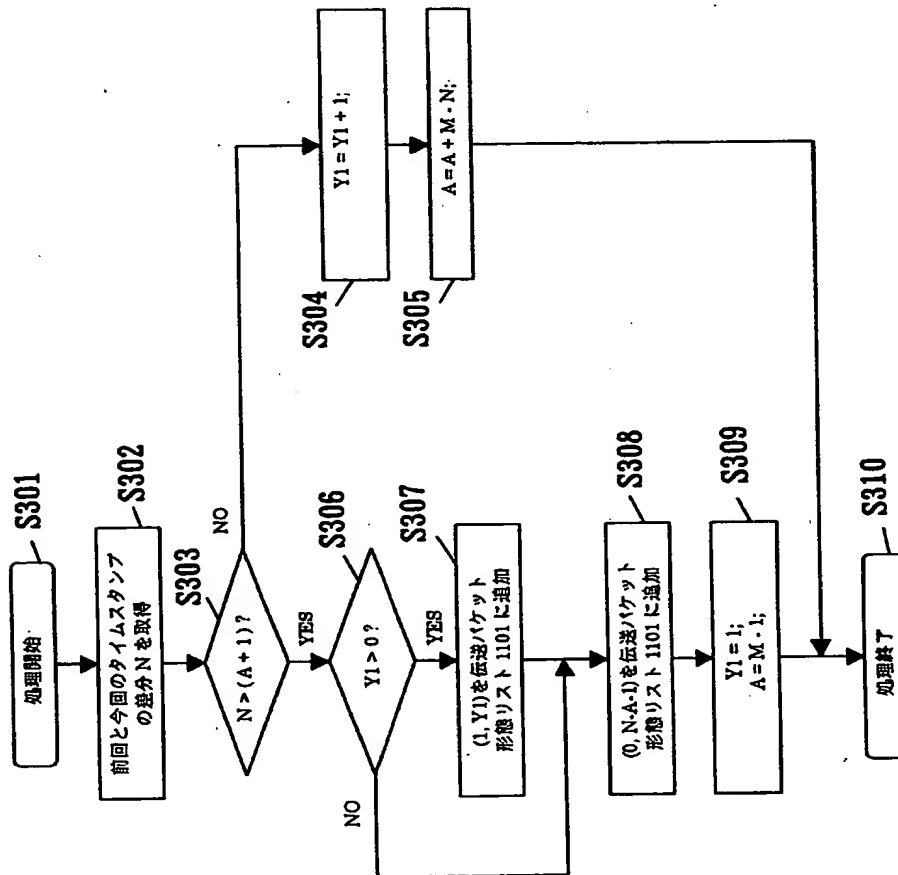 処理開始
S301
前回と今回のタイムスタンプ
の差分 N を取得
S302
N > (A + 1) ?
S303
NO
YES
Y1 = Y1 + 1;
S304
A = A + M - N;
S305
Y1 > 0 ?
S306
NO
YES
(1, Y1)を伝送パケット
形態リスト 1101 に追加
S307
(0, N-A-1)を伝送パケット
形態リスト 1101 に追加
S308
Y1 = 1;
A = M - 1;
S309
処理終了
S310